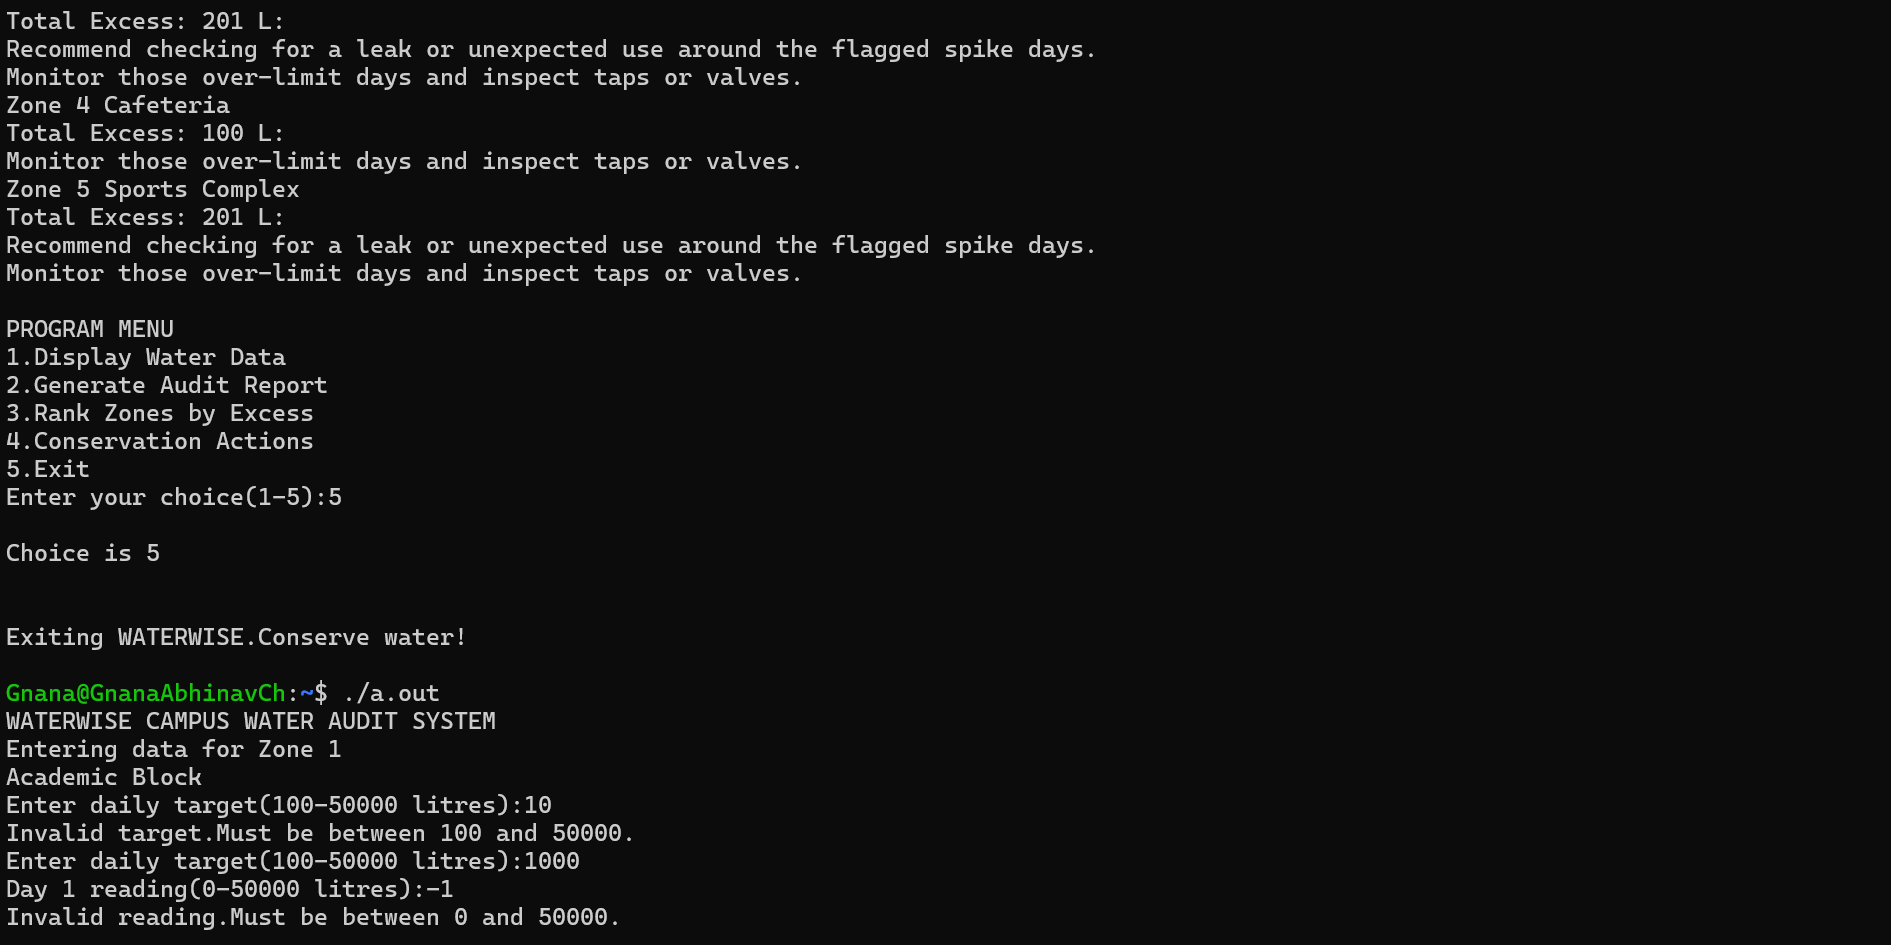 Total Excess: 201 L:
Recommend checking for a leak or unexpected use around the flagged spike days.
Monitor those over-limit days and inspect taps or valves.
Zone 4 Cafeteria
Total Excess: 100 L:
Monitor those over-limit days and inspect taps or valves.
Zone 5 Sports Complex
Total Excess: 201 L:
Recommend checking for a leak or unexpected use around the flagged spike days.
Monitor those over-limit days and inspect taps or valves.
PROGRAM MENU
1.Display Water Data
2.Generate Audit Report
3.Rank Zones by Excess
4.Conservation Actions
5.Exit
Enter your choice(1-5):5
Choice is 5
Exiting WATERWISE.Conserve water!
Gnana@GnanaAbhinavCh:~$ ./a.out
WATERWISE CAMPUS WATER AUDIT SYSTEM
Entering data for Zone 1
Academic Block
Enter daily target(100-50000 litres):10
Invalid target.Must be between 100 and 50000.
Enter daily target(100-50000 litres):1000
Day 1 reading(0-50000 litres):-1
Invalid reading.Must be between 0 and 50000.